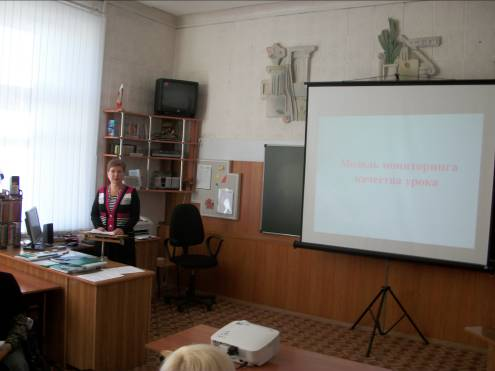 Модель мониторинга
качества урока